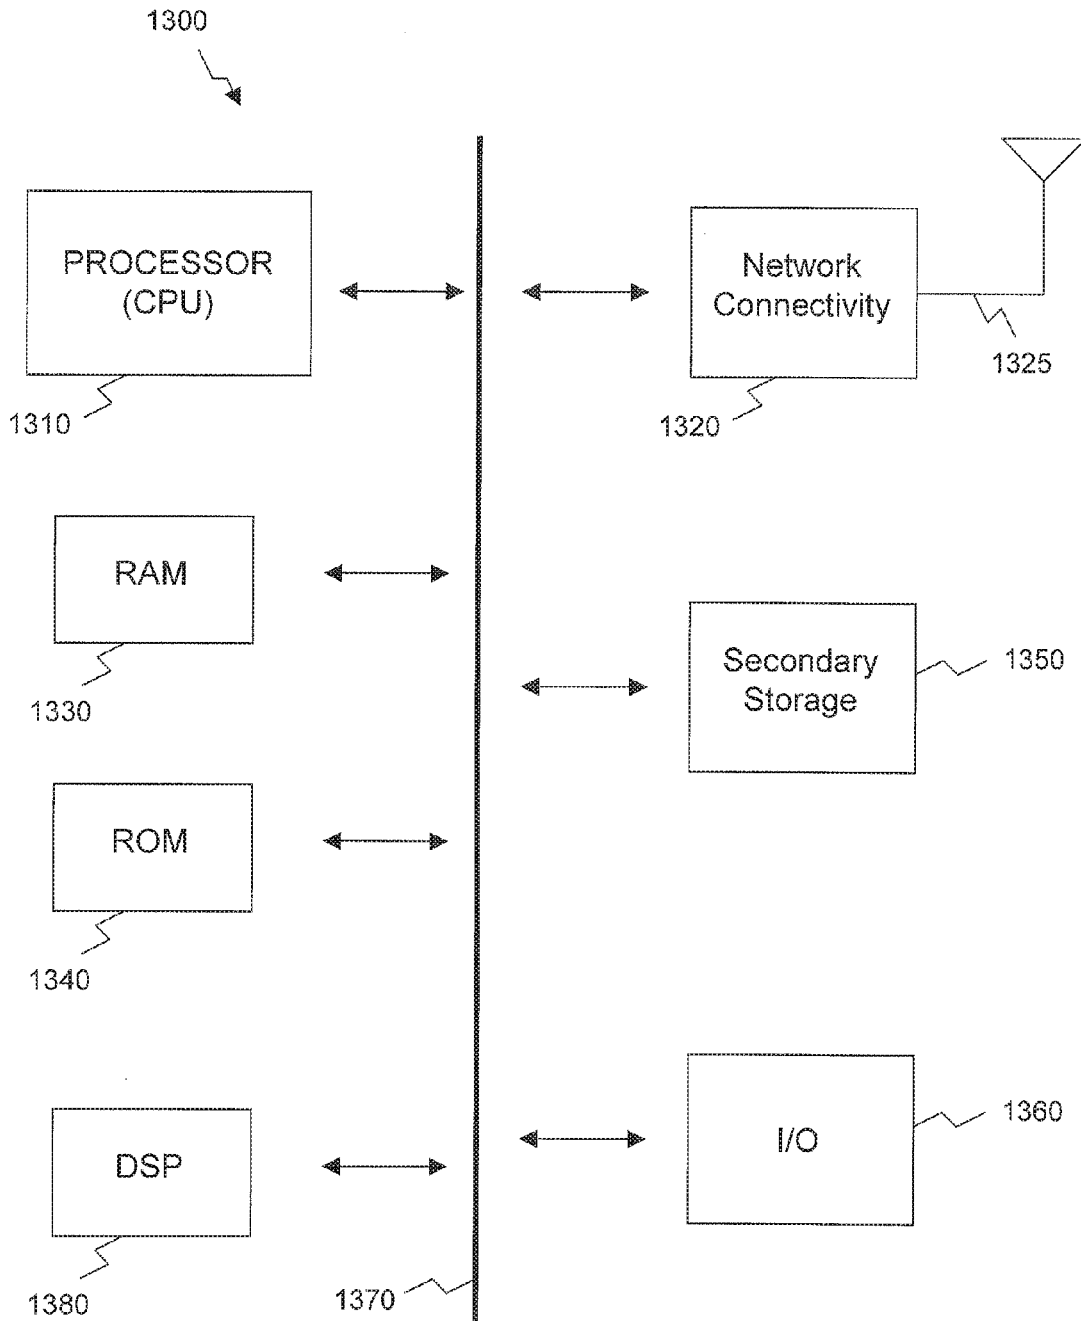 1300
PROCESSOR
(CPU)
1310
Network
Connectivity
1325
1320
RAM
1330
Secondary
Storage
1350
ROM
1340
I/O
1360
DSP
1380
1370